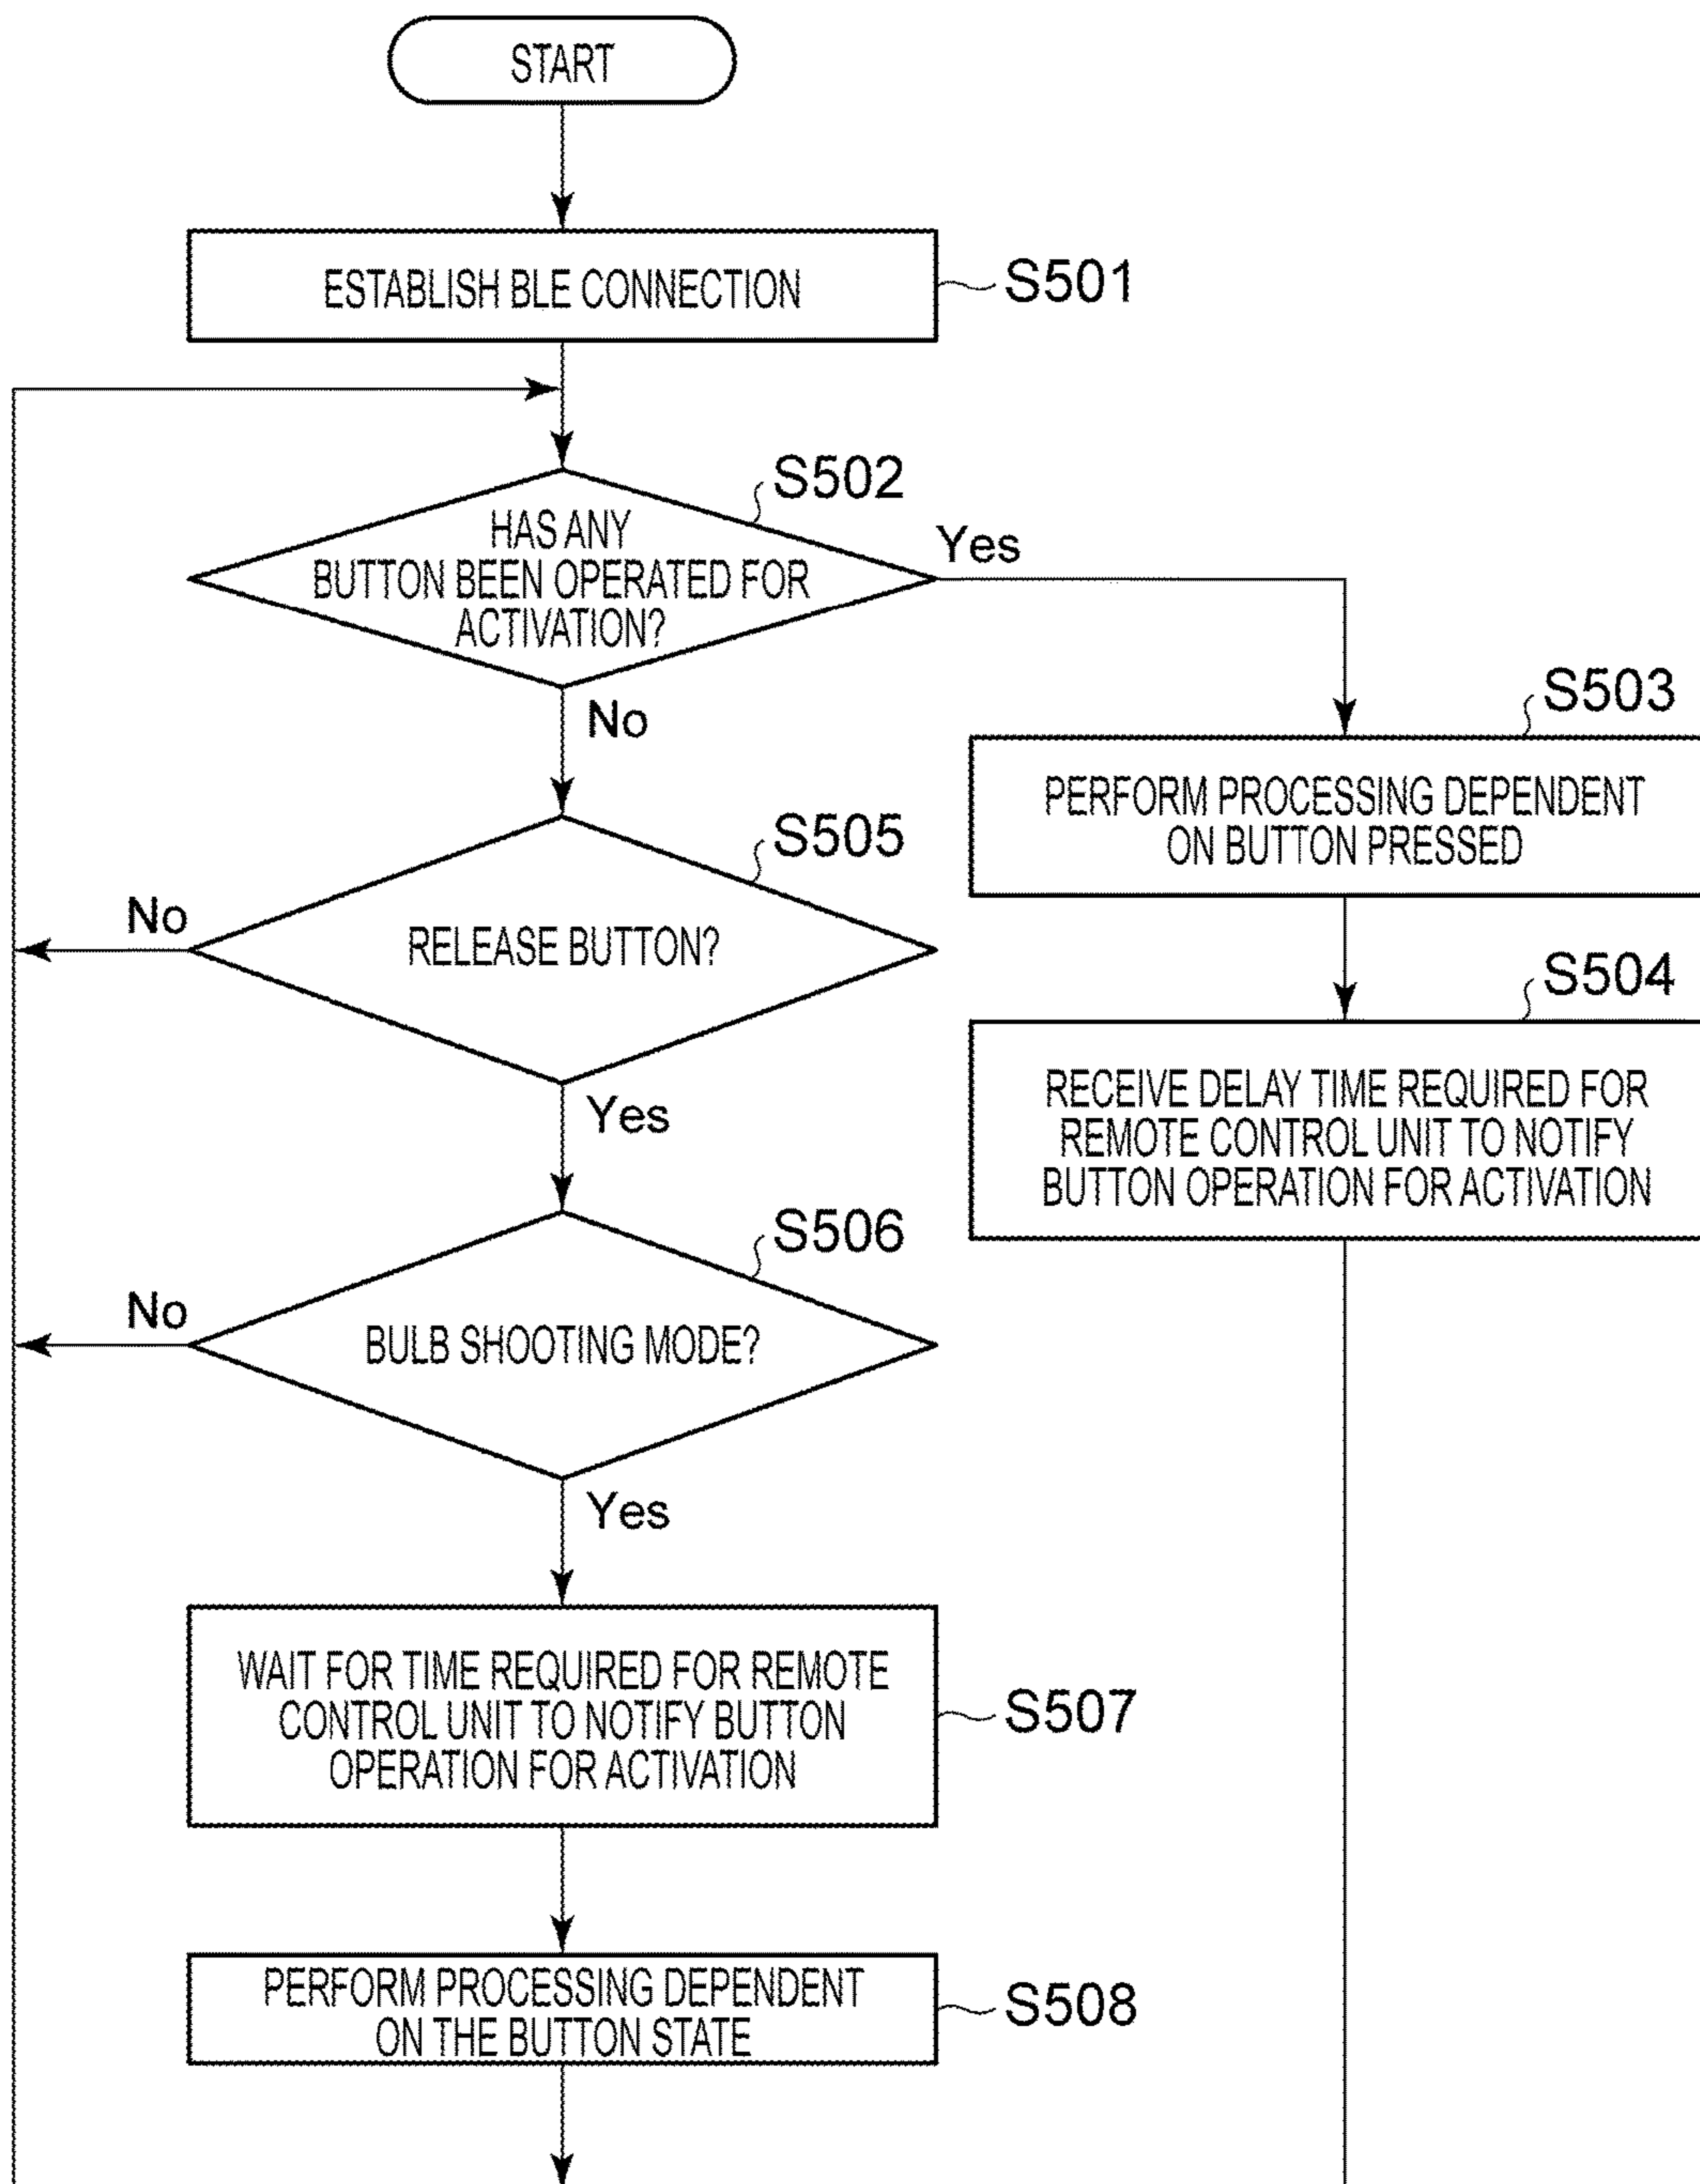 START
ESTABLISH BLE CONNECTION
S501
S502
HAS ANY
BUTTON BEEN OPERATED FOR
ACTIVATION?
Yes
No
S503
PERFORM PROCESSING DEPENDENT
ON BUTTON PRESSED
S505
RELEASE BUTTON?
No
Yes
S504
RECEIVE DELAY TIME REQUIRED FOR
REMOTE CONTROL UNIT TO NOTIFY
BUTTON OPERATION FOR ACTIVATION
S506
BULB SHOOTING MODE?
No
Yes
WAIT FOR TIME REQUIRED FOR REMOTE
CONTROL UNIT TO NOTIFY BUTTON
OPERATION FOR ACTIVATION
S507
PERFORM PROCESSING DEPENDENT
ON THE BUTTON STATE
S508